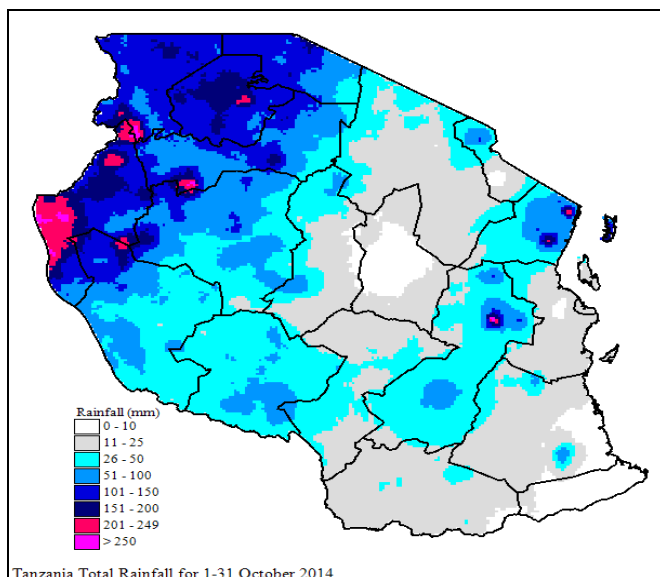 Rainfall (mm)
0 - 10
11 - 25
26 - 50
51 - 100
101 - 150
151 - 200
201 - 249
> 250
Tanzania Total Rainfall for 1-31 October 2014